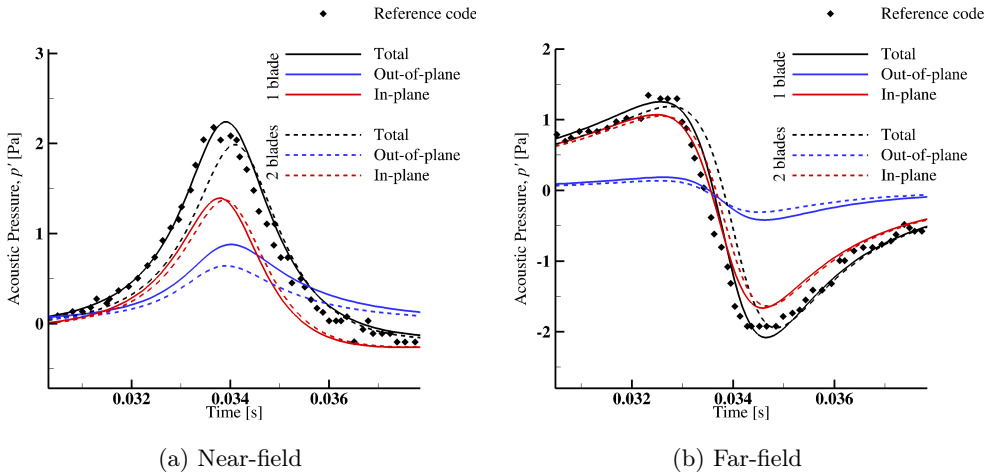 Reference code
1 blade
Total
Out-of-plane
In-plane
2 blades
Total
Out-of-plane
In-plane
Acoustic Pressure, p' [Pa]
3
2
1
0
0.032
0.034
0.036
Time [s]
(a) Near-field
Reference code
1 blade
Total
Out-of-plane
In-plane
2 blades
Total
Out-of-plane
In-plane
Acoustic Pressure, p' [Pa]
2
1
0
-1
-2
0.032
0.034
0.036
Time [s]
(b) Far-field